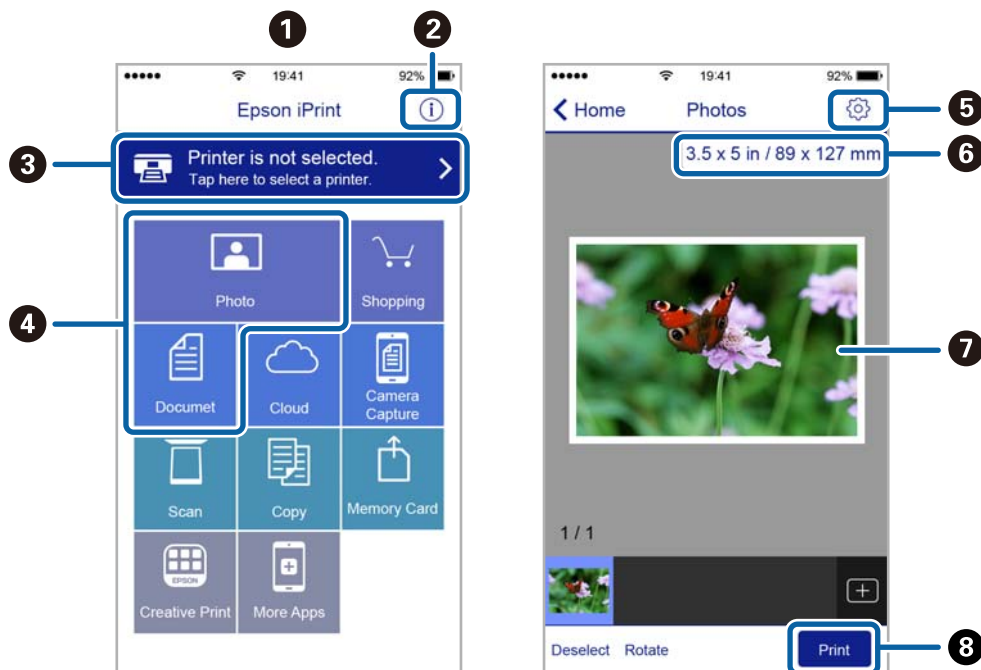 1
2
19:41
92%
Epson iPrint
3
Printer is not selected.
Tap here to select a printer.
4
Photo
Shopping
Documet
Cloud
Camera
Capture
Scan
Copy
Memory Card
EPSON
Creative Print
More Apps
19:41
92%
Home
Photos
5
3.5 x 5 in / 89 x 127 mm
6
7
1 / 1
Deselect
Rotate
Print
8